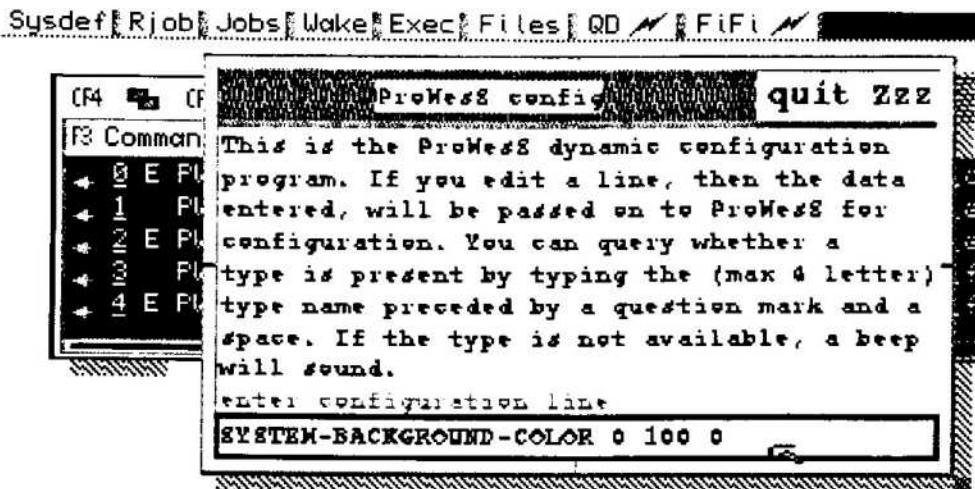 Sysdef Rjob Jobs Wake Exec Files QD FiFi
CF4
F3 Comman
0 E
1
2 E
3
4 E
ProWesS config quit Zzz
This is the ProWesS dynamic configuration
program. If you edit a line, then the data
entered, will be passed on to ProWesS for
configuration. You can query whether a
type is present by typing the (max 4 letter)
type name preceded by a question mark and a
space. If the type is not available, a beep
will sound.
enter configuration line
SYSTEM-BACKGROUND-COLOR 0 100 0